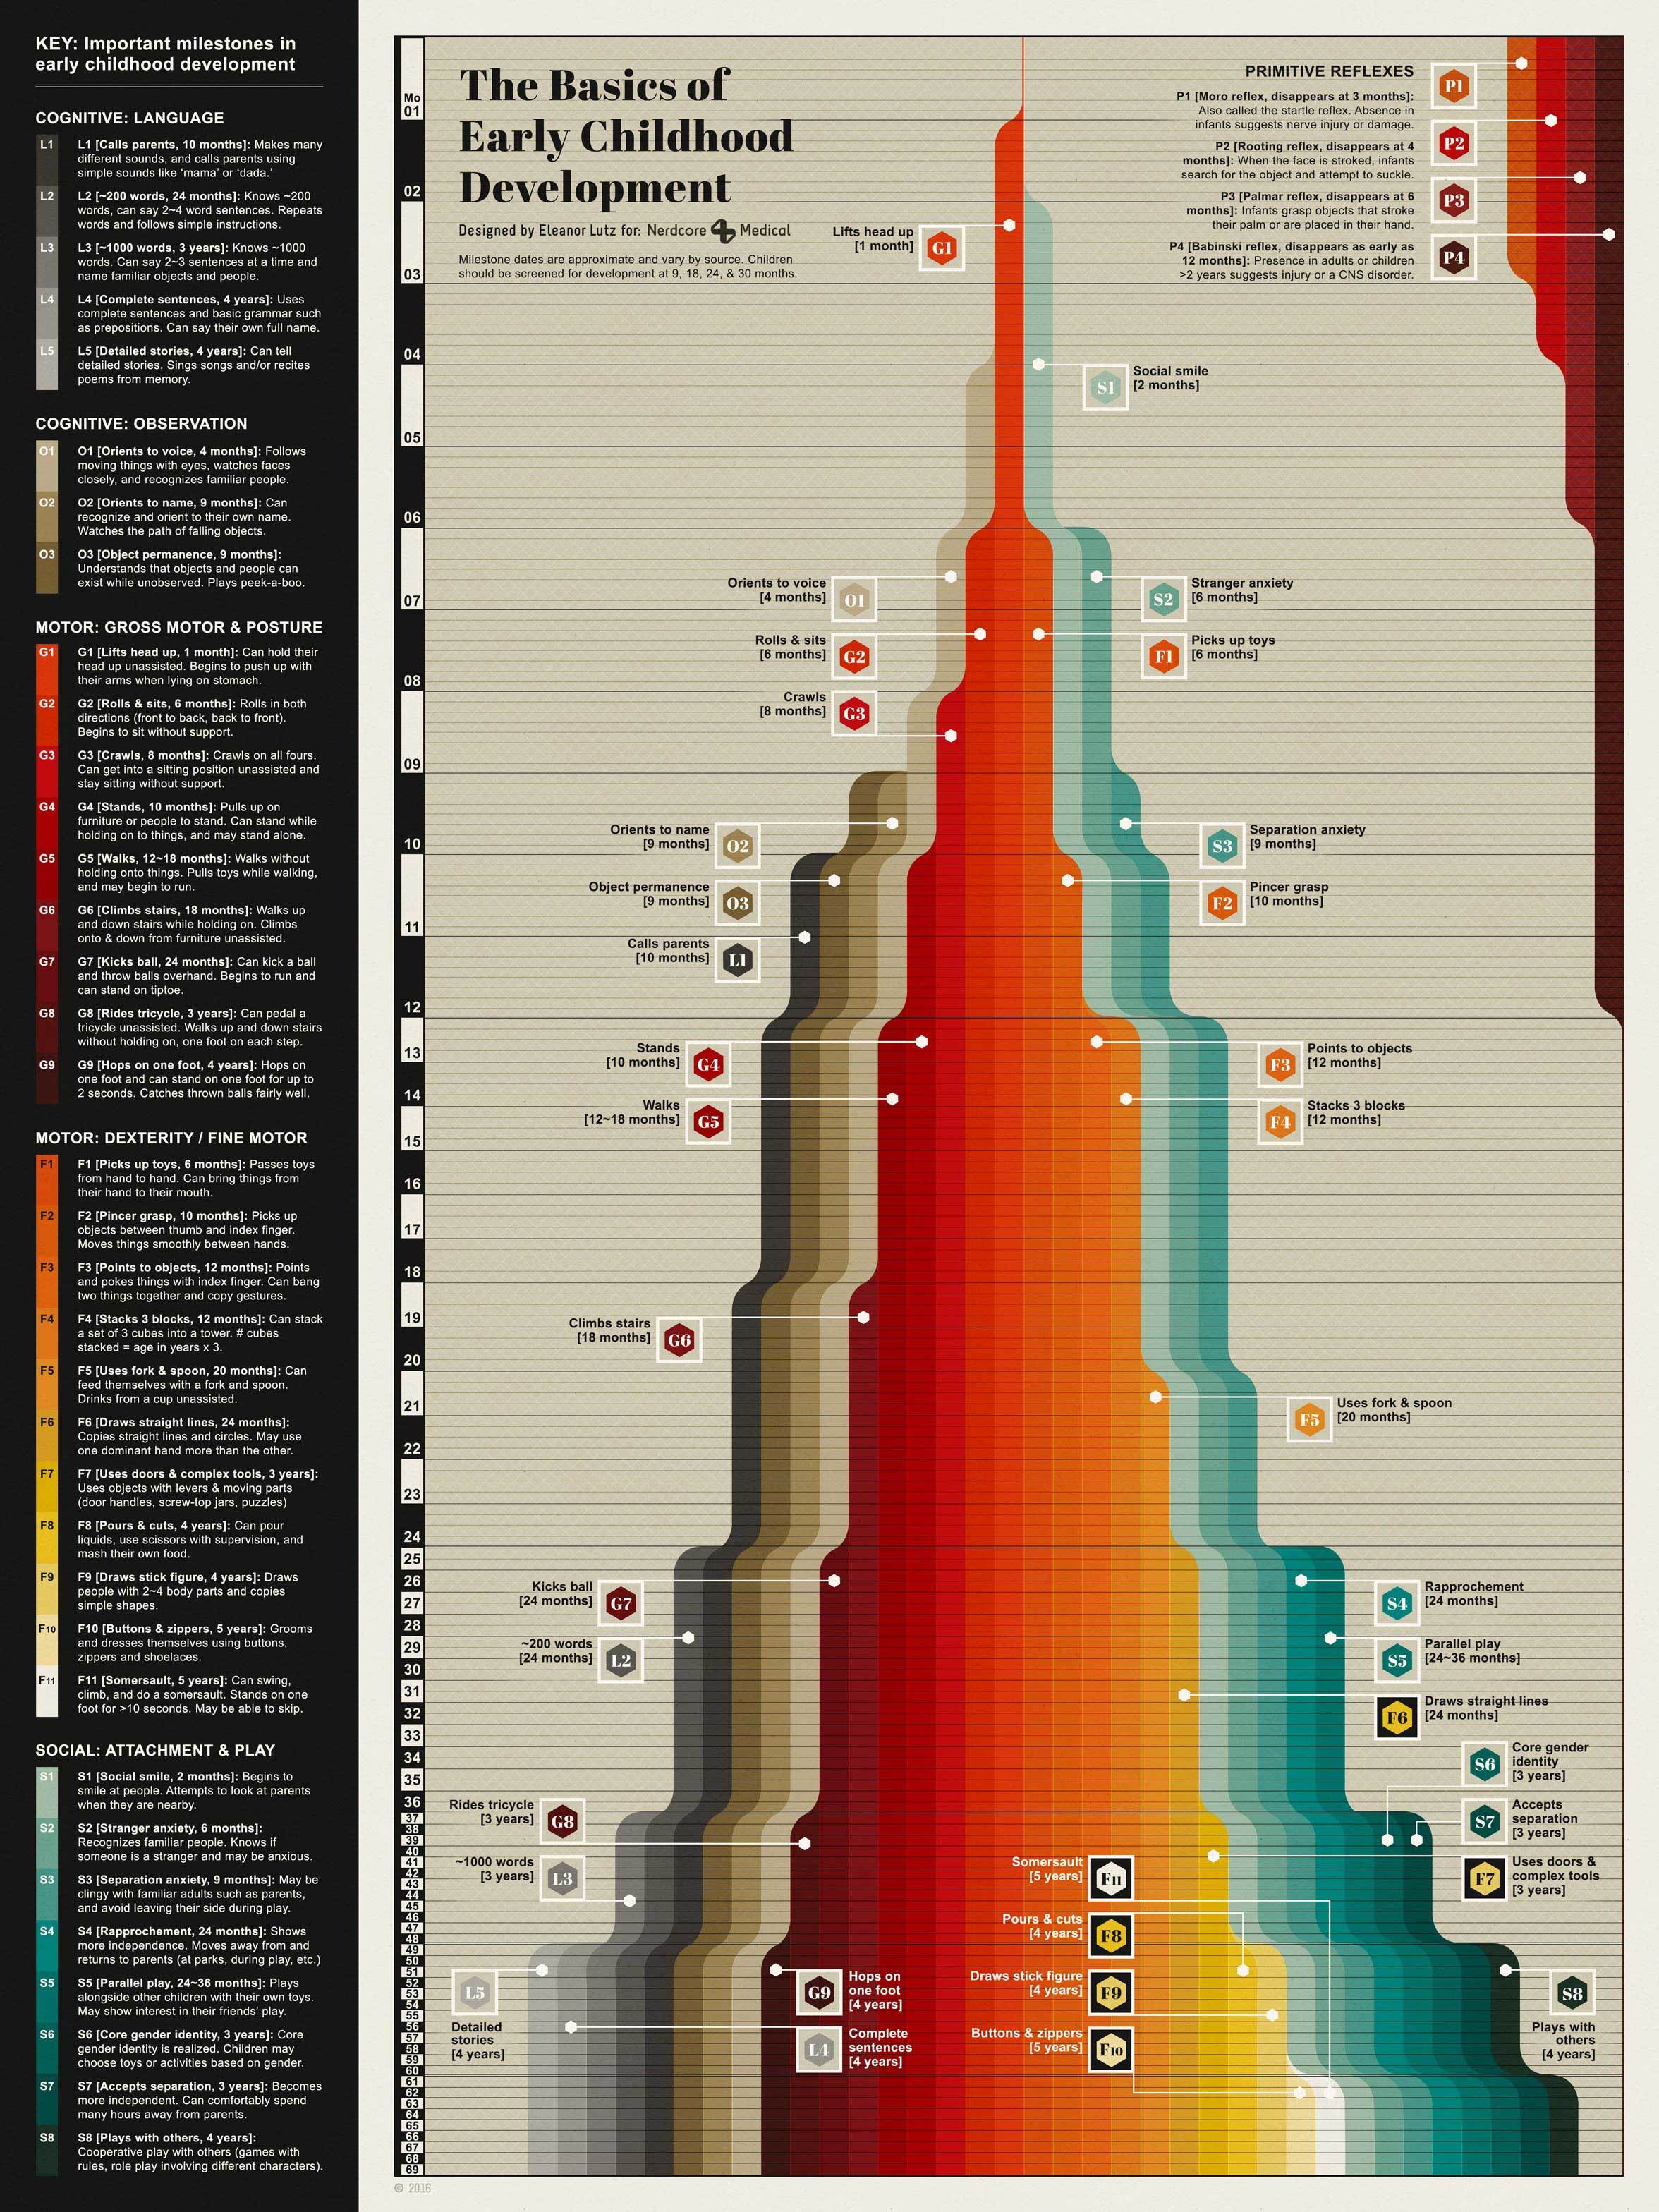 KEY: Important milestones in
early childhood development
COGNITIVE: LANGUAGE
L1
L1 [Calls parents, 10 months]: Makes many
different sounds, and calls parents using
simple sounds like 'mama' or 'dada.'
L2
L2 [~200 words, 24 months]: Knows ~200
words, can say 2~4 word sentences. Repeats
words and follows simple instructions.
L3
L3 [~1000 words, 3 years]: Knows ~1000
words. Can say 2~3 sentences at a time and
name familiar objects and people.
L4
L4 [Complete sentences, 4 years]: Uses
complete sentences and basic grammar such
as prepositions. Can say their own full name.
L5
L5 [Detailed stories, 4 years]: Can tell
detailed stories. Sings songs and/or recites
poems from memory.
COGNITIVE: OBSERVATION
O1
O1 [Orients to voice, 4 months]: Follows
moving things with eyes, watches faces
closely, and recognizes familiar people.
O2
O2 [Orients to name, 9 months]: Can
recognize and orient to their own name.
Watches the path of falling objects.
O3
O3 [Object permanence, 9 months]:
Understands that objects and people can
exist while unobserved. Plays peek-a-boo.
MOTOR: GROSS MOTOR & POSTURE
G1
G1 [Lifts head up, 1 month]: Can hold their
head up unassisted. Begins to push up with
their arms when lying on stomach.
G2
G2 [Rolls & sits, 6 months]: Rolls in both
directions (front to back, back to front).
Begins to sit without support.
G3
G3 [Crawls, 8 months]: Crawls on all fours.
Can get into a sitting position unassisted and
stay sitting without support.
G4
G4 [Stands, 10 months]: Pulls up on
furniture or people to stand. Can stand while
holding on to things, and may stand alone.
G5
G5 [Walks, 12~18 months]: Walks without
holding onto things. Pulls toys while walking,
and may begin to run.
G6
G6 [Climbs stairs, 18 months]: Walks up
and down stairs while holding on. Climbs
onto & down from furniture unassisted.
G7
G7 [Kicks ball, 24 months]: Can kick a ball
and throw balls overhand. Begins to run and
can stand on tiptoe.
G8
G8 [Rides tricycle, 3 years]: Can pedal a
tricycle unassisted. Walks up and down stairs
without holding on, one foot on each step.
G9
G9 [Hops on one foot, 4 years]: Hops on
one foot and can stand on one foot for up to
2 seconds. Catches thrown balls fairly well.
MOTOR: DEXTERITY / FINE MOTOR
F1
F1 [Picks up toys, 6 months]: Passes toys
from hand to hand. Can bring things from
their hand to their mouth.
F2
F2 [Pincer grasp, 10 months]: Picks up
objects between thumb and index finger.
Moves things smoothly between hands.
F3
F3 [Points to objects, 12 months]: Points
and pokes things with index finger. Can bang
two things together and copy gestures.
F4
F4 [Stacks 3 blocks, 12 months]: Can stack
a set of 3 cubes into a tower. # cubes
stacked = age in years x 3.
F5
F5 [Uses fork & spoon, 20 months]: Can
feed themselves with a fork and spoon.
Drinks from a cup unassisted.
F6
F6 [Draws straight lines, 24 months]:
Copies straight lines and circles. May use
one dominant hand more than the other.
F7
F7 [Uses doors & complex tools, 3 years]:
Uses objects with levers & moving parts
(door handles, screw-top jars, puzzles)
F8
F8 [Pours & cuts, 4 years]: Can pour
liquids, use scissors with supervision, and
mash their own food.
F9
F9 [Draws stick figure, 4 years]: Draws
people with 2~4 body parts and copies
simple shapes.
F10
F10 [Buttons & zippers, 5 years]: Grooms
and dresses themselves using buttons,
zippers and shoelaces.
F11
F11 [Somersault, 5 years]: Can swing,
climb, and do a somersault. Stands on one
foot for >10 seconds. May be able to skip.
SOCIAL: ATTACHMENT & PLAY
S1
S1 [Social smile, 2 months]: Begins to
smile at people. Attempts to look at parents
when they are nearby.
S2
S2 [Stranger anxiety, 6 months]:
Recognizes familiar people. Knows if
someone is a stranger and may be anxious.
S3
S3 [Separation anxiety, 9 months]: May be
clingy with familiar adults such as parents,
and avoid leaving their side during play.
S4
S4 [Rapprochement, 24 months]: Shows
more independence. Moves away from and
returns to parents (at parks, during play, etc.)
S5
S5 [Parallel play, 24~36 months]: Plays
alongside other children with their own toys.
May show interest in their friends' play.
S6
S6 [Core gender identity, 3 years]: Core
gender identity is realized. Children may
choose toys or activities based on gender.
S7
S7 [Accepts separation, 3 years]: Becomes
more independent. Can comfortably spend
many hours away from parents.
S8
S8 [Plays with others, 4 years]:
Cooperative play with others (games with
rules, role play involving different characters).
The Basics of
Early Childhood
Development
Designed by Eleanor Lutz for: Nerdcore Medical
Milestone dates are approximate and vary by source. Children
should be screened for development at 9, 18, 24, & 30 months.
PRIMITIVE REFLEXES
P1 [Moro reflex, disappears at 3 months]:
Also called the startle reflex. Absence in
infants suggests nerve injury or damage.
P1
P2 [Rooting reflex, disappears at 4
months]: When the face is stroked, infants
search for the object and attempt to suckle.
P2
P3 [Palmar reflex, disappears at 6
months]: Infants grasp objects that stroke
their palm or are placed in their hand.
P3
P4 [Babinski reflex, disappears as early as
12 months]: Presence in adults or children
>2 years suggests injury or a CNS disorder.
P4
Mo
01
02
03
04
05
06
07
08
09
10
11
12
13
14
15
16
17
18
19
20
21
22
23
24
25
26
27
28
29
30
31
32
33
34
35
36
37
38
39
40
41
42
43
44
45
46
47
48
49
50
51
52
53
54
55
56
57
58
59
60
61
62
63
64
65
66
67
68
69
Lifts head up
[1 month]
G1
S1
Social smile
[2 months]
Orients to voice
[4 months]
O1
S2
Stranger anxiety
[6 months]
Rolls & sits
[6 months]
G2
F1
Picks up toys
[6 months]
Crawls
[8 months]
G3
Orients to name
[9 months]
O2
S3
Separation anxiety
[9 months]
Object permanence
[9 months]
O3
F2
Pincer grasp
[10 months]
Calls parents
[10 months]
L1
Stands
[10 months]
G4
F3
Points to objects
[12 months]
Walks
[12~18 months]
G5
F4
Stacks 3 blocks
[12 months]
Climbs stairs
[18 months]
G6
F5
Uses fork & spoon
[20 months]
Kicks ball
[24 months]
G7
S4
Rapprochement
[24 months]
~200 words
[24 months]
L2
S5
Parallel play
[24~36 months]
F6
Draws straight lines
[24 months]
S6
Core gender
identity
[3 years]
Rides tricycle
[3 years]
G8
S7
Accepts
separation
[3 years]
~1000 words
[3 years]
L3
Somersault
[5 years]
F11
F7
Uses doors &
complex tools
[3 years]
Pours & cuts
[4 years]
F8
L5
Detailed
stories
[4 years]
G9
Hops on
one foot
[4 years]
Draws stick figure
[4 years]
F9
S8
Plays with
others
[4 years]
L4
Complete
sentences
[4 years]
Buttons & zippers
[5 years]
F10
© 2016